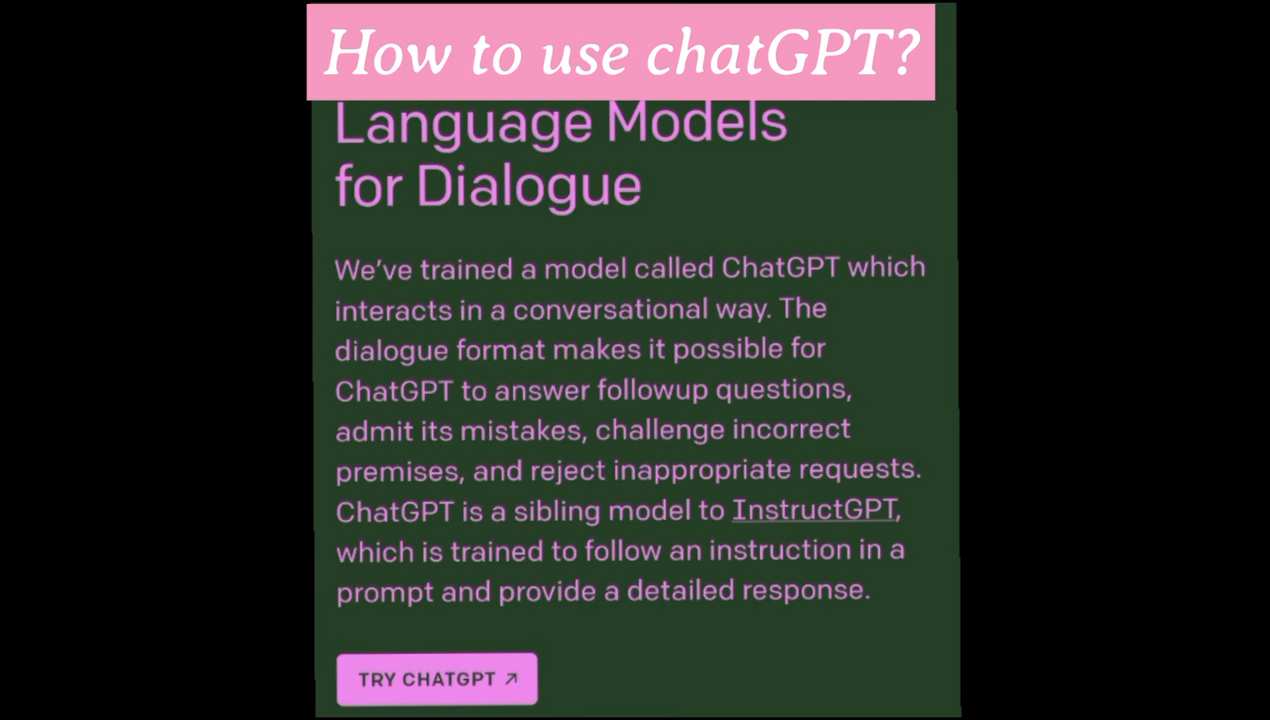 How to use chatGPT?
Language Models
for Dialogue
We've trained a model called ChatGPT which
interacts in a conversational way. The
dialogue format makes it possible for
ChatGPT to answer followup questions,
admit its mistakes, challenge incorrect
premises, and reject inappropriate requests.
ChatGPT is a sibling model to InstructGPT,
which is trained to follow an instruction in a
prompt and provide a detailed response.
TRY CHATGPT ↗